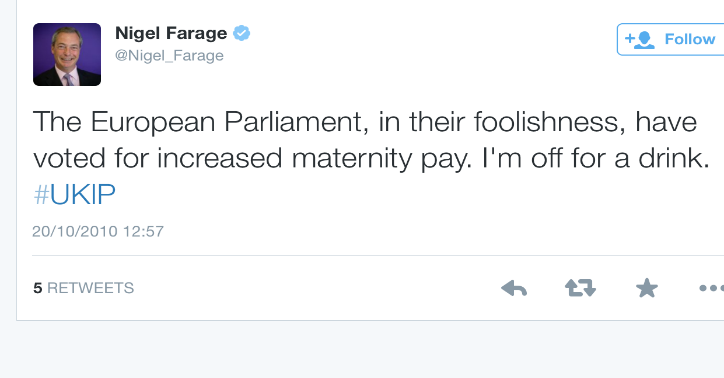 Nigel Farage
@Nigel_Farage
Follow
The European Parliament, in their foolishness, have
voted for increased maternity pay. I'm off for a drink.
#UKIP
20/10/2010 12:57
5 RETWEETS